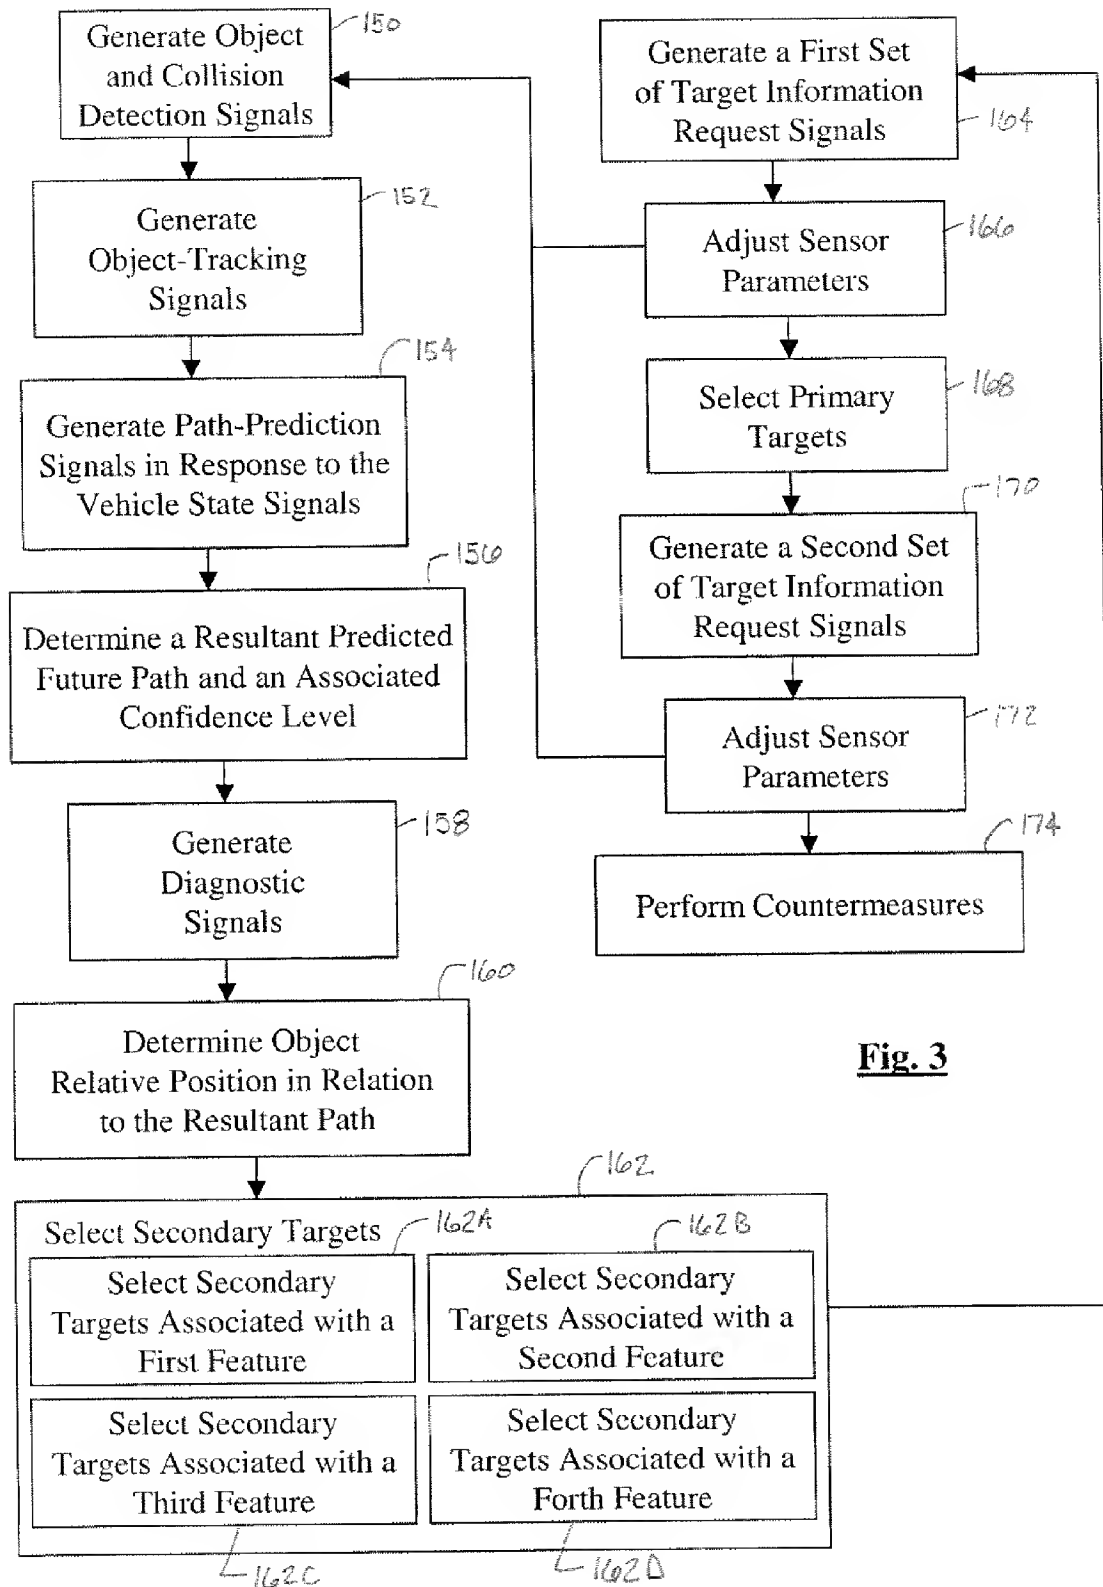 Generate Object
and Collision
Detection Signals
150
Generate
Object-Tracking
Signals
152
Generate Path-Prediction
Signals in Response to the
Vehicle State Signals
154
Determine a Resultant Predicted
Future Path and an Associated
Confidence Level
156
Generate
Diagnostic
Signals
158
Determine Object
Relative Position in Relation
to the Resultant Path
160
Select Secondary Targets
162
Select Secondary
Targets Associated with a
First Feature
162A
Select Secondary
Targets Associated with a
Second Feature
162B
Select Secondary
Targets Associated with a
Third Feature
162C
Select Secondary
Targets Associated with a
Forth Feature
162D
Generate a First Set
of Target Information
Request Signals
164
Adjust Sensor
Parameters
166
Select Primary
Targets
168
Generate a Second Set
of Target Information
Request Signals
170
Adjust Sensor
Parameters
172
Perform Countermeasures
174
Fig. 3